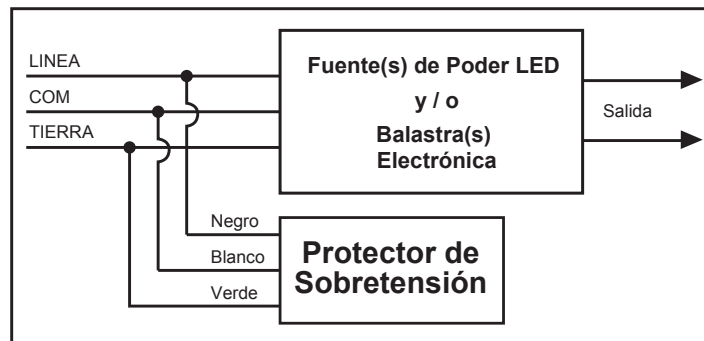 LINEA
COM
TIERRA
Fuente(s) de Poder LED
y / o
Balastra(s)
Electrónica
Salida
Negro
Blanco
Verde
Protector de
Sobretensión